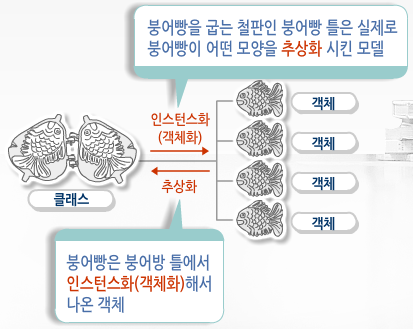 붕어빵을 굽는 철판인 붕어빵 틀은 실제로
붕어빵이 어떤 모양을 추상화 시킨 모델
인스턴스화
(객체화)
추상화
클래스
객체
객체
객체
객체
붕어빵은 붕어방 틀에서
인스턴스화(객체화)해서
나온 객체